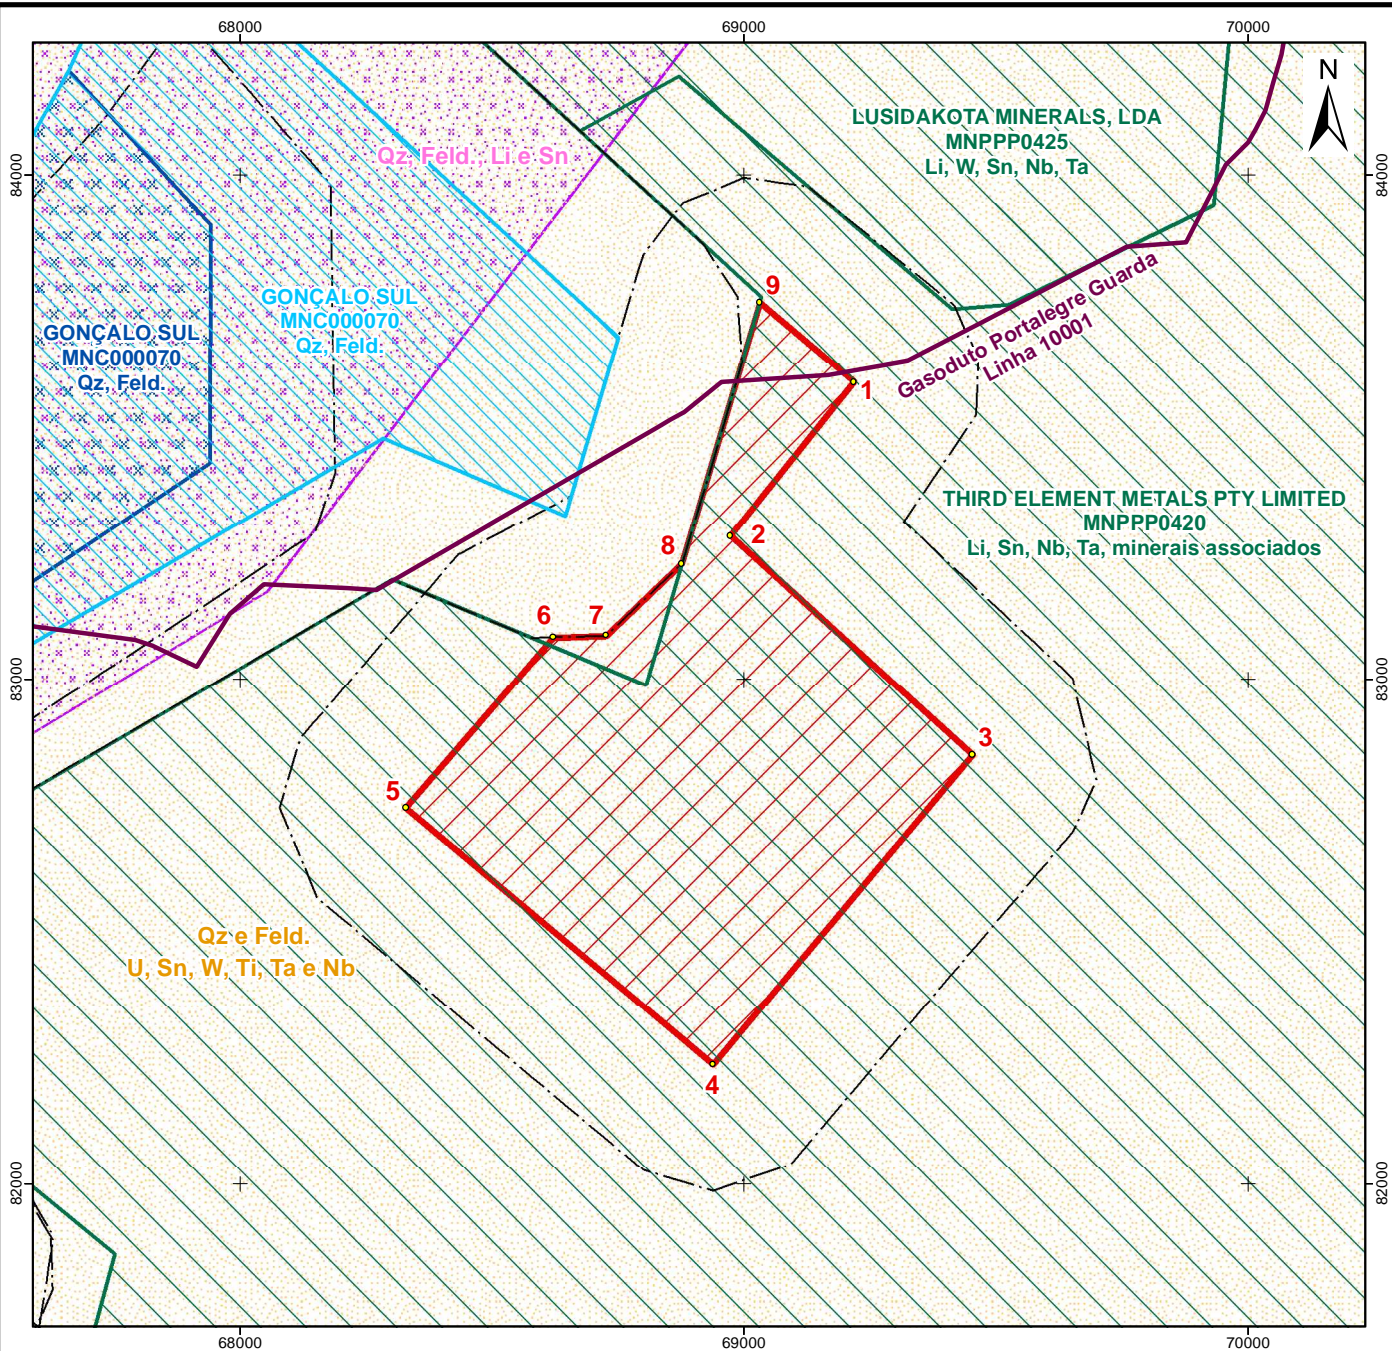 68000
69000
70000
N
LUSIDAKOTA MINERALS, LDA
MNPPP0425
Li, W, Sn, Nb, Ta
Qz, Feld., Li e Sn
84000
84000
GONÇALO SUL
MNC000070
Qz, Feld.
GONÇALO SUL
MNC000070
Qz, Feld.
9
1
Gasoduto Portalegre Guarda
Linha 10001
THIRD ELEMENT METALS PTY LIMITED
MNPPP0420
Li, Sn, Nb, Ta, minerais associados
2
8
7
6
83000
83000
3
5
Qz e Feld.
U, Sn, W, Ti, Ta e Nb
4
82000
82000
68000
69000
70000